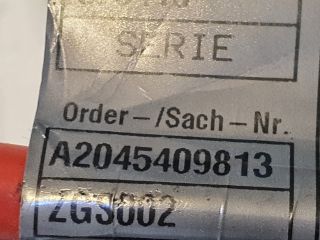 SERIE
Order-/Sach-Nr.
A2045409813
ZGS002